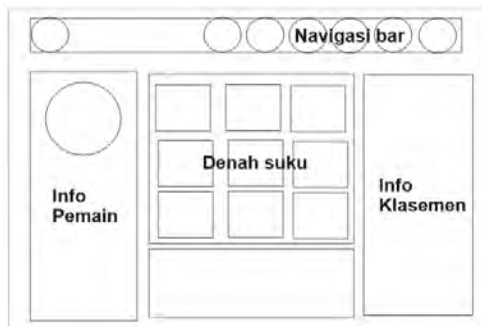 Navigasi bar
Denah suku
Info
Pemain
Info
Klasemen